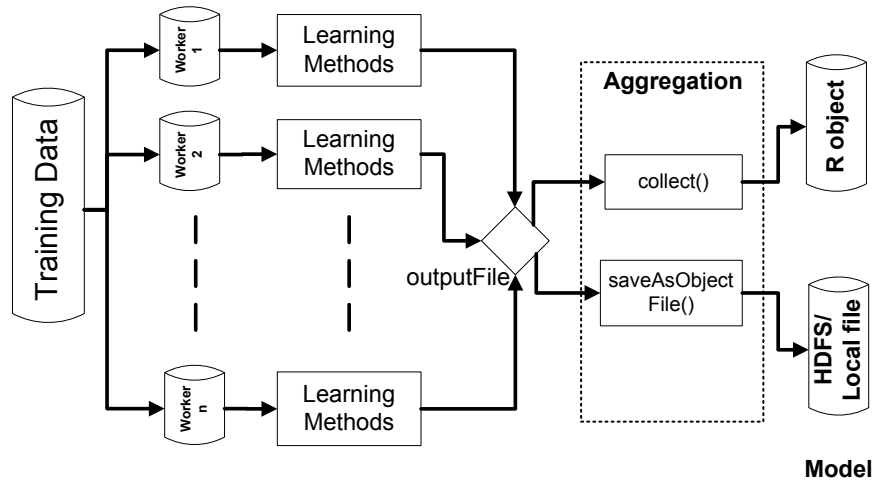 Training Data
Worker
1
Learning
Methods
Worker
2
Learning
Methods
Worker
n
Learning
Methods
outputFile
Aggregation
collect()
saveAsObject
File()
R object
HDFS/
Local file
Model